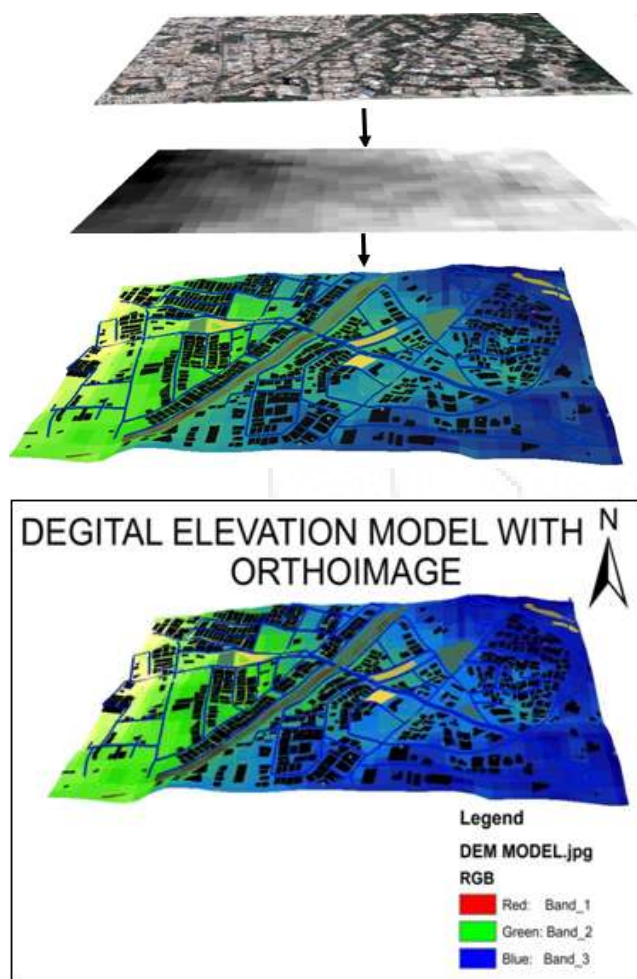 DEGITAL ELEVATION MODEL WITH
ORTHOIMAGE
N
Legend
DEM MODEL.jpg
RGB
Red: Band_1
Green: Band_2
Blue: Band_3